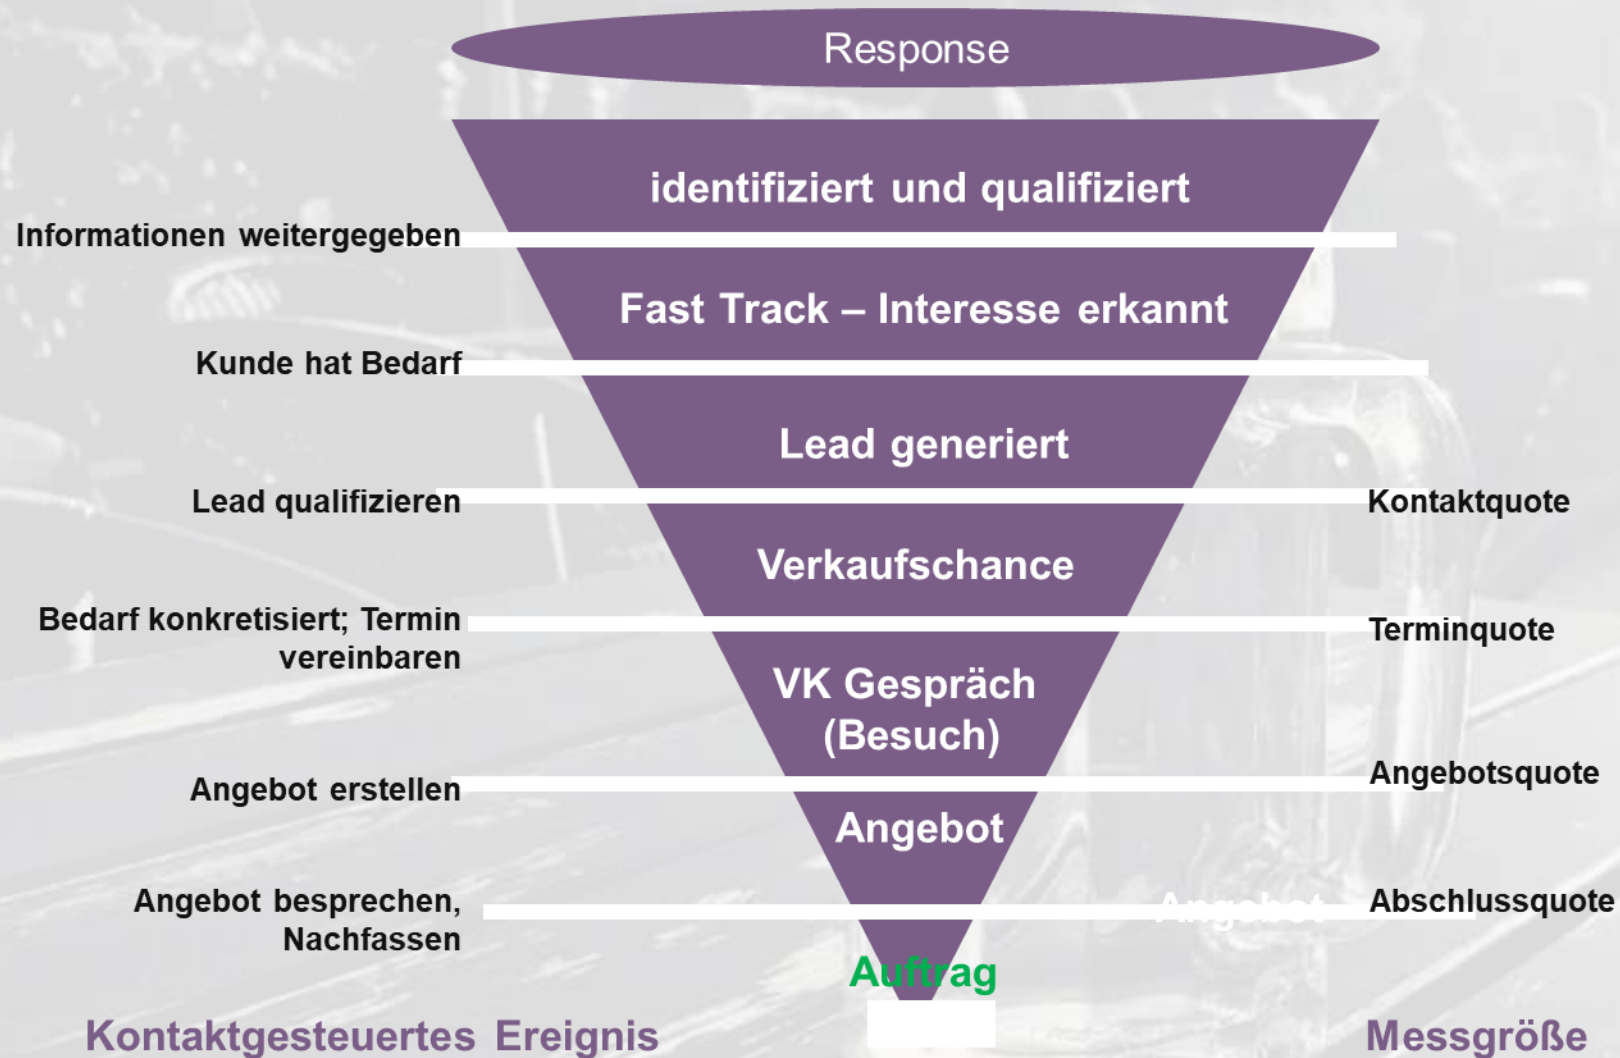 Response
identifiziert und qualifiziert
Informationen weitergegeben
Fast Track – Interesse erkannt
Kunde hat Bedarf
Lead generiert
Lead qualifizieren
Kontaktquote
Verkaufschance
Bedarf konkretisiert; Termin
vereinbaren
Terminquote
VK Gespräch
(Besuch)
Angebot erstellen
Angebotsquote
Angebot
Angebot besprechen,
Nachfassen
Angebot
Abschlussquote
Auftrag
Kontaktgesteuertes Ereignis
Messgröße